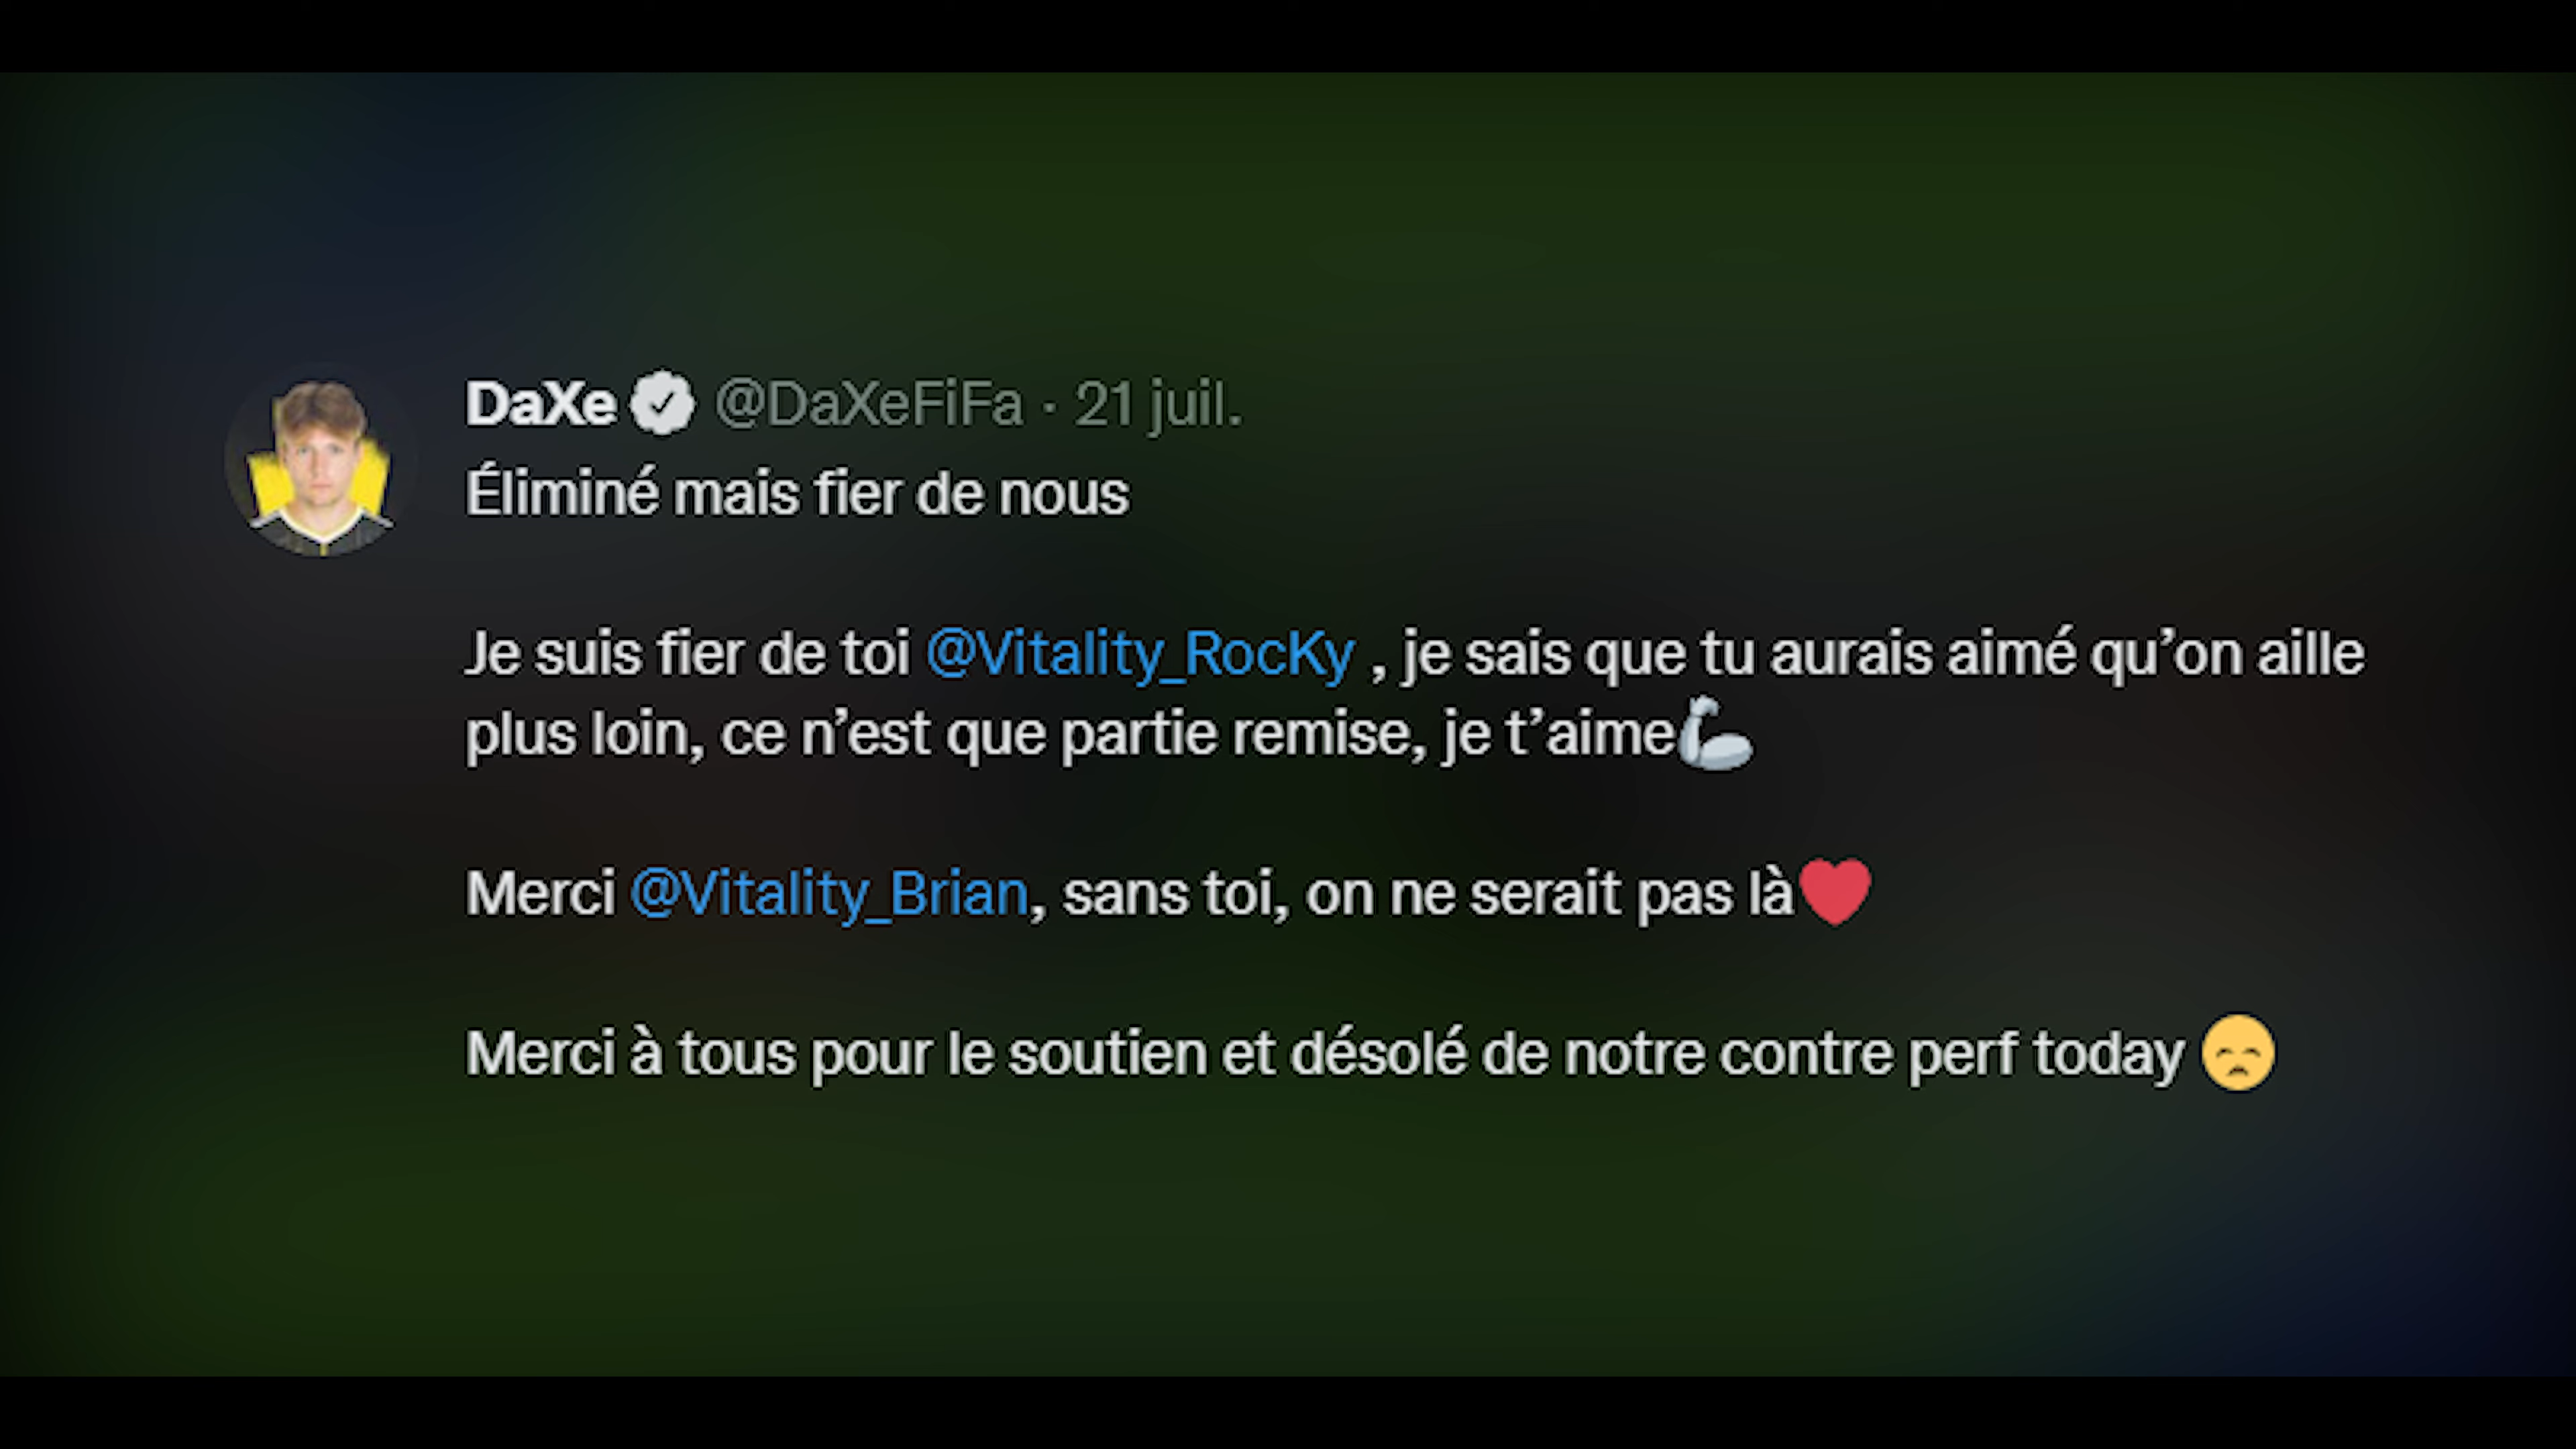 DaXe @DaXeFiFa · 21 juil.
Éliminé mais fier de nous
Je suis fier de toi @Vitality_RocKy , je sais que tu aurais aimé qu’on aille
plus loin, ce n’est que partie remise, je t’aime💪
Merci @Vitality_Brian, sans toi, on ne serait pas là❤️
Merci à tous pour le soutien et désolé de notre contre perf today 😞